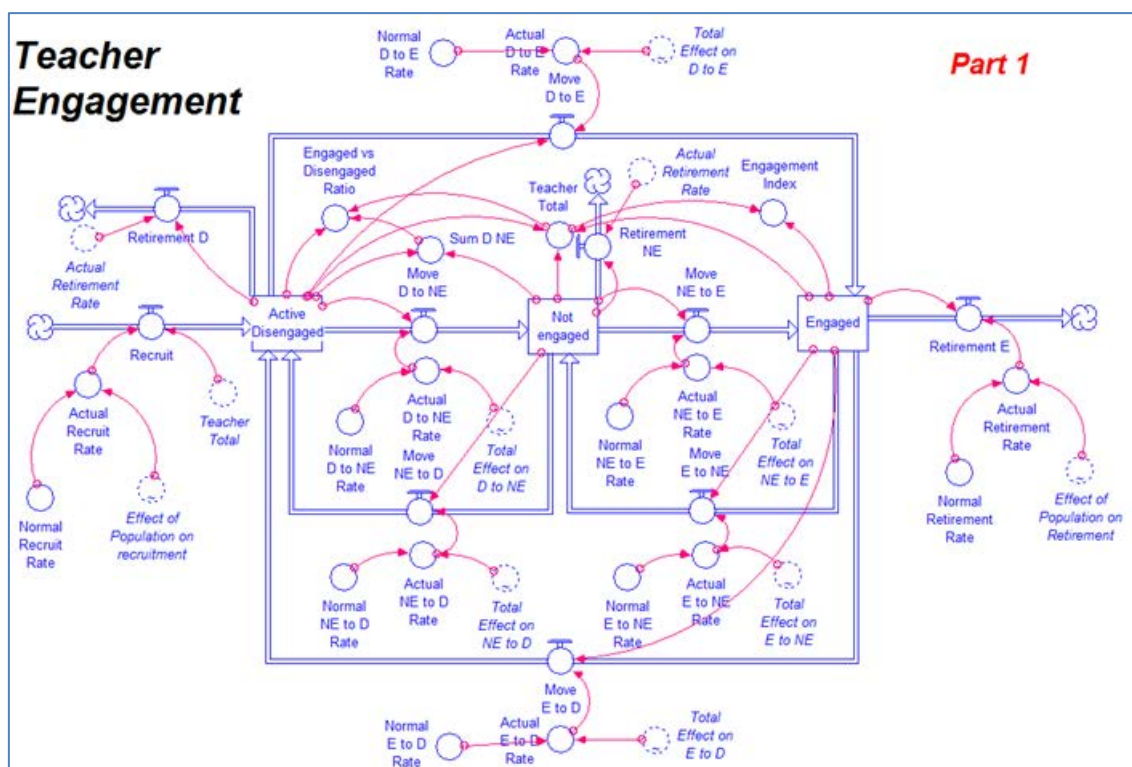 Teacher
Engagement
Part 1
Normal
D to E
Rate
Actual
D to E
Rate
Total
Effect on
D to E
Move
D to E
Engaged vs
Disengaged
Ratio
Teacher
Total
Actual
Retirement
Rate
Engagement
Index
Retirement D
Sum D NE
Retirement
NE
Actual
Retirement
Rate
Move
D to NE
Move
NE to E
Active
Disengaged
Not
engaged
Engaged
Recruit
Retirement E
Actual
Recruit
Rate
Teacher
Total
Actual
D to NE
Rate
Actual
NE to E
Rate
Actual
Retirement
Rate
Normal
D to NE
Rate
Move
NE to D
Total
Effect on
D to NE
Normal
NE to E
Rate
Move
E to NE
Total
Effect on
NE to E
Normal
Recruit
Rate
Effect of
Population on
recruitment
Normal
Retirement
Rate
Effect of
Population on
Retirement
Normal
NE to D
Rate
Actual
NE to D
Rate
Total
Effect on
NE to D
Normal
E to NE
Rate
Actual
E to NE
Rate
Total
Effect on
E to NE
Move
E to D
Normal
E to D
Rate
Actual
E to D
Rate
Total
Effect on
E to D